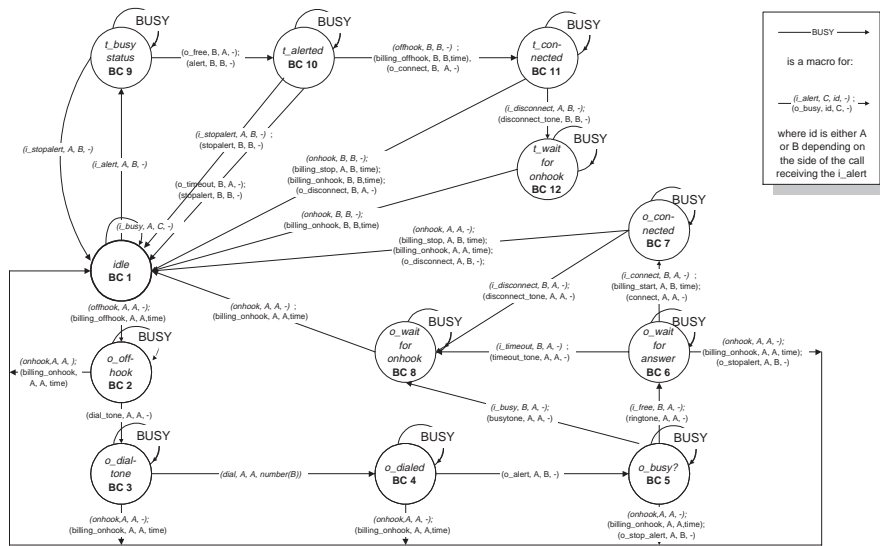 BUSY
t_busy
status
BC 9
(o_free, B, A, -);
(alert, B, B, -)
BUSY
t_alerted
BC 10
(offhook, B, B, -) ;
(billing_offhook, B, B,time),
(o_connect, B, A, -)
BUSY
t_con-
nected
BC 11
BUSY
is a macro for:
(i_alert, C, id, -) ;
(o_busy, id, C, -)
where id is either A
or B depending on
the side of the call
receiving the i_alert
(i_disconnect, A, B, -);
(disconnect_tone, B, B, -)
(i_stopalert, A, B, -)
(i_alert, A, B, -)
(i_stopalert, A, B, -) ;
(stopalert, B, B, -)
(o_timeout, B, A, -);
(stopalert, B, B, -)
(onhook, B, B, -);
(billing_stop, A, B, time);
(billing_onhook, B, B,time);
(o_disconnect, B, A, -)
BUSY
t_wait
for
onhook
BC 12
(onhook, B, B, -);
(billing_onhook, B, B,time)
(i_busy, A, C, -)
idle
BC 1
(onhook, A, A, -);
(billing_stop, A, B, time);
(billing_onhook, A, A, time);
(o_disconnect, A, B, -);
BUSY
o_con-
nected
BC 7
(i_disconnect, B, A, -);
(disconnect_tone, A, A, -)
(i_connect, B, A, -) ;
(billing_start, A, B, time);
(connect, A, A, -)
(offhook, A, A, -);
(billing_offhook, A, A,time)
(onhook, A, A, -) ;
(billing_onhook, A, A,time)
(onhook,A, A, );
(billing_onhook,
A, A, time)
BUSY
o_off-
hook
BC 2
BUSY
o_wait
for
onhook
BC 8
(i_timeout, B, A, -) ;
(timeout_tone, A, A, -)
BUSY
o_wait
for
answer
BC 6
(onhook, A, A, -);
(billing_onhook, A, A, time);
(o_stopalert, A, B, -)
(dial_tone, A, A, -)
(i_busy, B, A, -);
(busytone, A, A, -)
(i_free, B, A, -);
(ringtone, A, A, -)
BUSY
o_dial-
tone
BC 3
(dial, A, A, number(B))
BUSY
o_dialed
BC 4
(o_alert, A, B, -)
BUSY
o_busy?
BC 5
(onhook,A, A, -);
(billing_onhook, A, A, time)
(onhook,A, A, -);
(billing_onhook, A, A,time)
(onhook,A, A, -);
(billing_onhook, A, A,time);
(o_stop_alert, A, B, -)